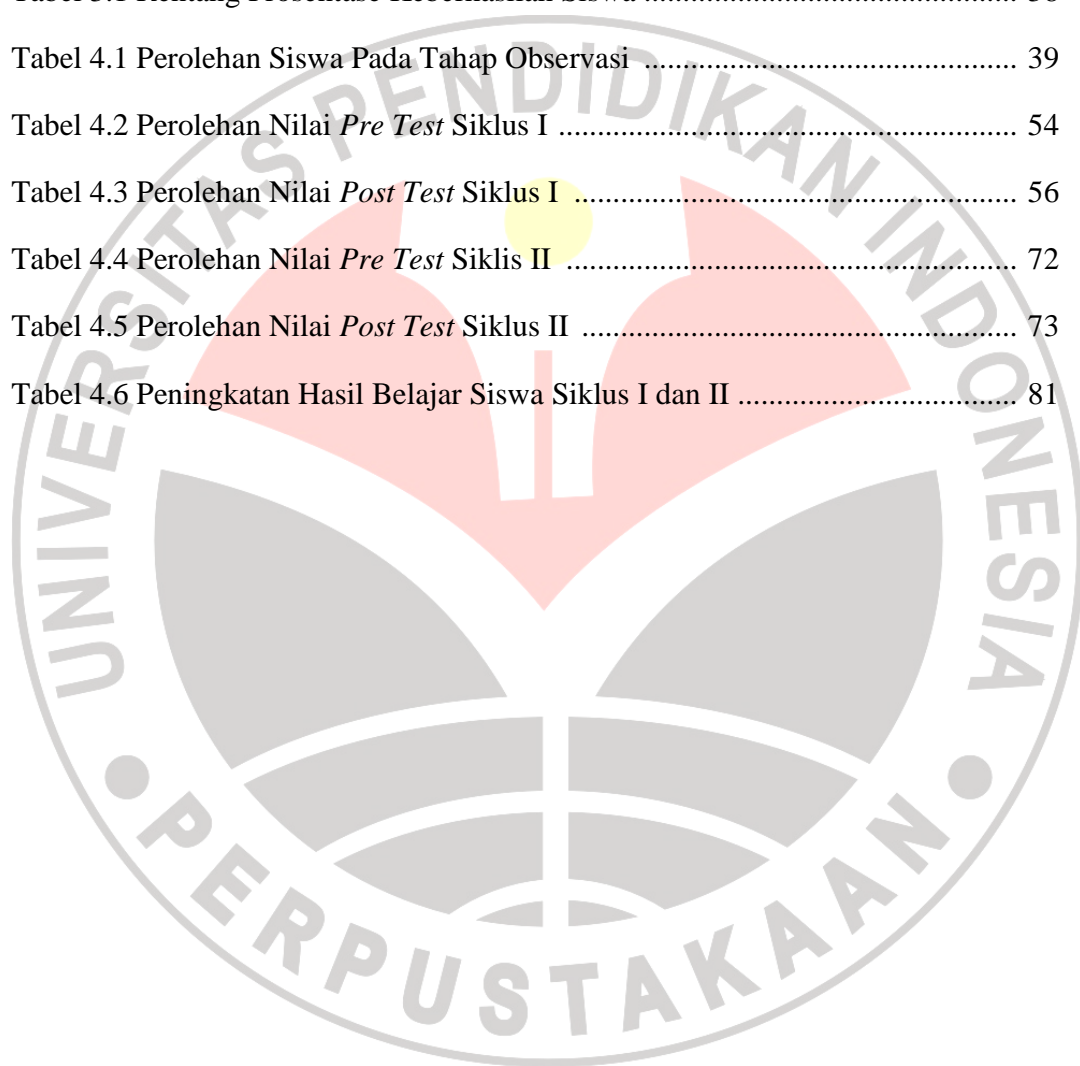 Tabel 4.1 Perolehan Siswa Pada Tahap Observasi ............................................... 39
Tabel 4.2 Perolehan Nilai Pre Test Siklus I .......................................................... 54
Tabel 4.3 Perolehan Nilai Post Test Siklus I ........................................................ 56
Tabel 4.4 Perolehan Nilai Pre Test Siklis II ......................................................... 72
Tabel 4.5 Perolehan Nilai Post Test Siklus II ....................................................... 73
Tabel 4.6 Peningkatan Hasil Belajar Siswa Siklus I dan II ................................... 81
UNIVERSITAS PENDIDIKAN INDONESIA
PERPUSTAKAAN